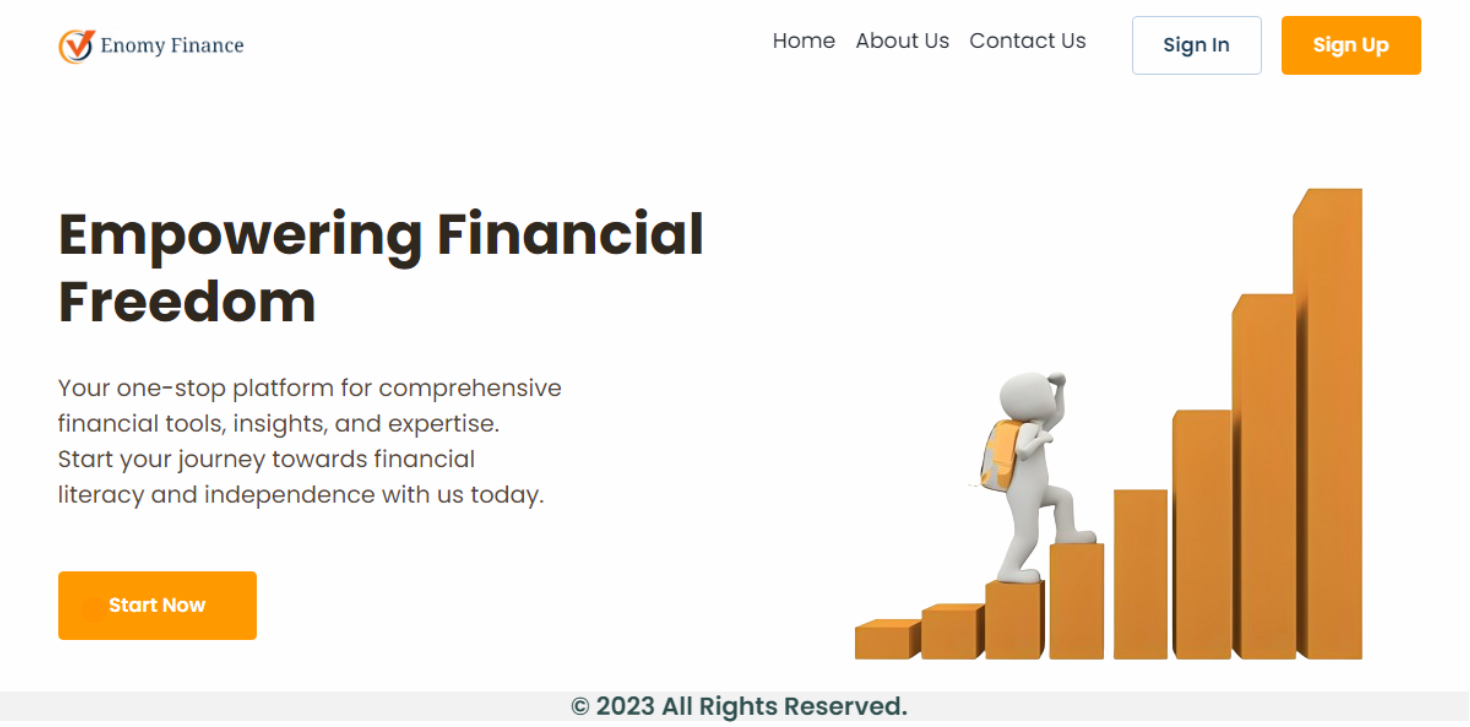 Enomy Finance
Home About Us Contact Us Sign In Sign Up
Empowering Financial
Freedom
Your one-stop platform for comprehensive
financial tools, insights, and expertise.
Start your journey towards financial
literacy and independence with us today.
Start Now
© 2023 All Rights Reserved.